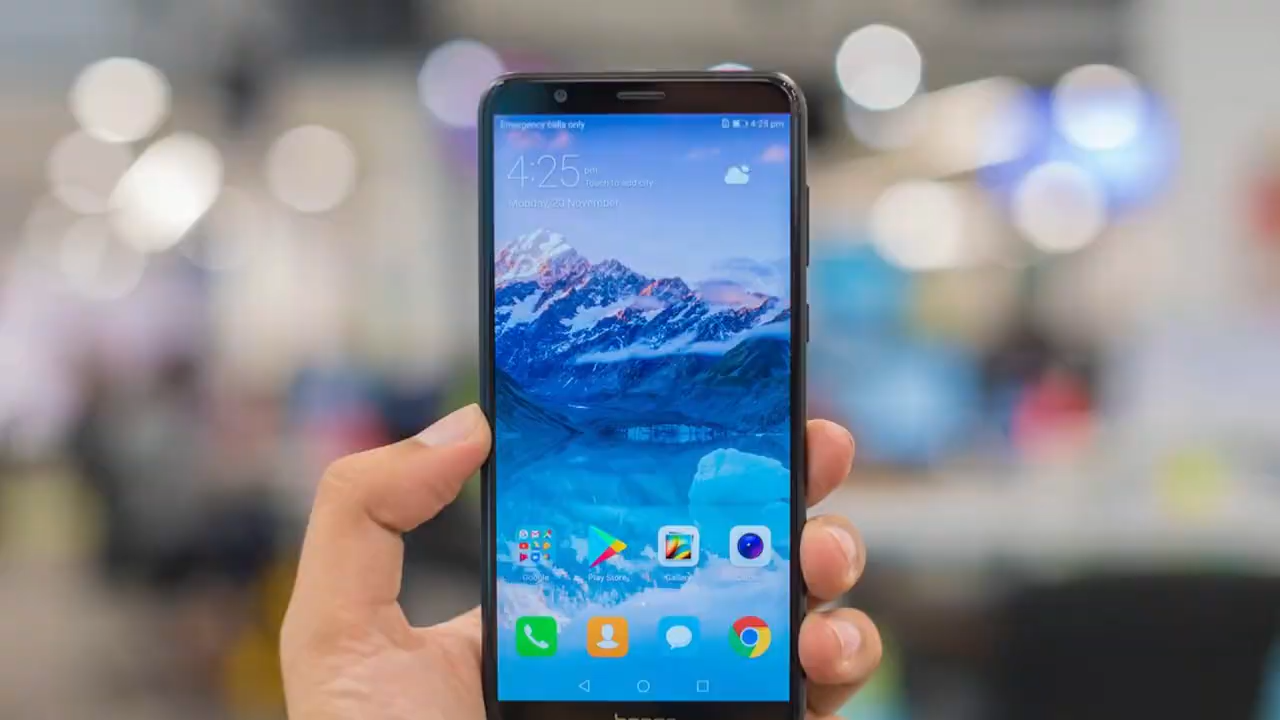 Emergency calls only
4:25 pm
4:25 pm
Touch to add city
Monday, 20 November
Google
Play Store
Gallery
honor